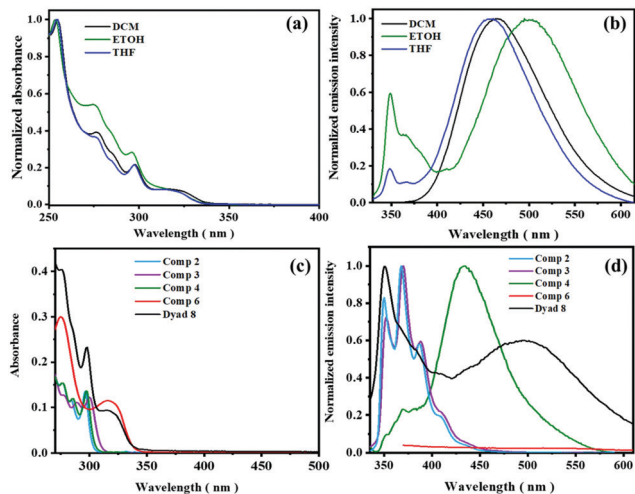 (a)
DCM
ETOH
THF
Normalized absorbance
1.0
0.8
0.6
0.4
0.2
0.0
250
300
350
400
Wavelength ( nm )
(b)
DCM
ETOH
THF
Normalized emission intensity
1.0
0.8
0.6
0.4
0.2
0.0
350
400
450
500
550
600
Wavelength ( nm )
(c)
Comp 2
Comp 3
Comp 4
Comp 6
Dyad 8
Absorbance
0.4
0.3
0.2
0.1
0.0
300
350
400
450
500
Wavelength ( nm )
(d)
Comp 2
Comp 3
Comp 4
Comp 6
Dyad 8
Normalized emission intensity
1.0
0.8
0.6
0.4
0.2
0.0
350
400
450
500
550
600
Wavelength ( nm )